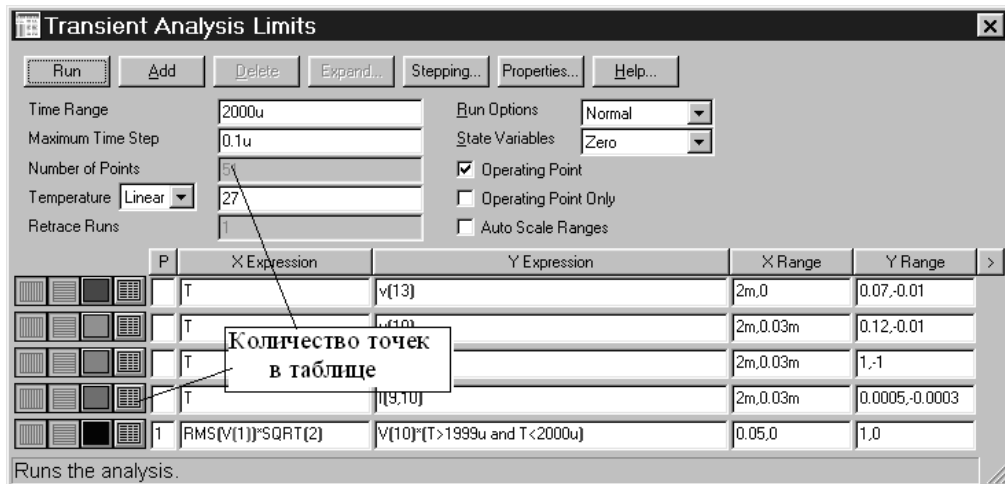 Transient Analysis Limits
Run Add Delete Expand... Stepping... Properties... Help...
Time Range 2000u Run Options Normal
Maximum Time Step 0.1u State Variables Zero
Number of Points 51 Operating Point
Temperature Linear 27 Operating Point Only
Retrace Runs 1 Auto Scale Ranges
P X Expression Y Expression X Range Y Range >
T v(13) 2m,0 0.07,-0.01
T 2m,0.03m 0.12,-0.01
T 2m,0.03m 1,-1
T I(9,10) 2m,0.03m 0.0005,-0.0003
1 RMS(V(1))*SQRT(2) V(10)*(T>1999u and T<2000u) 0.05,0 1,0
Количество точек
в таблице
Runs the analysis.